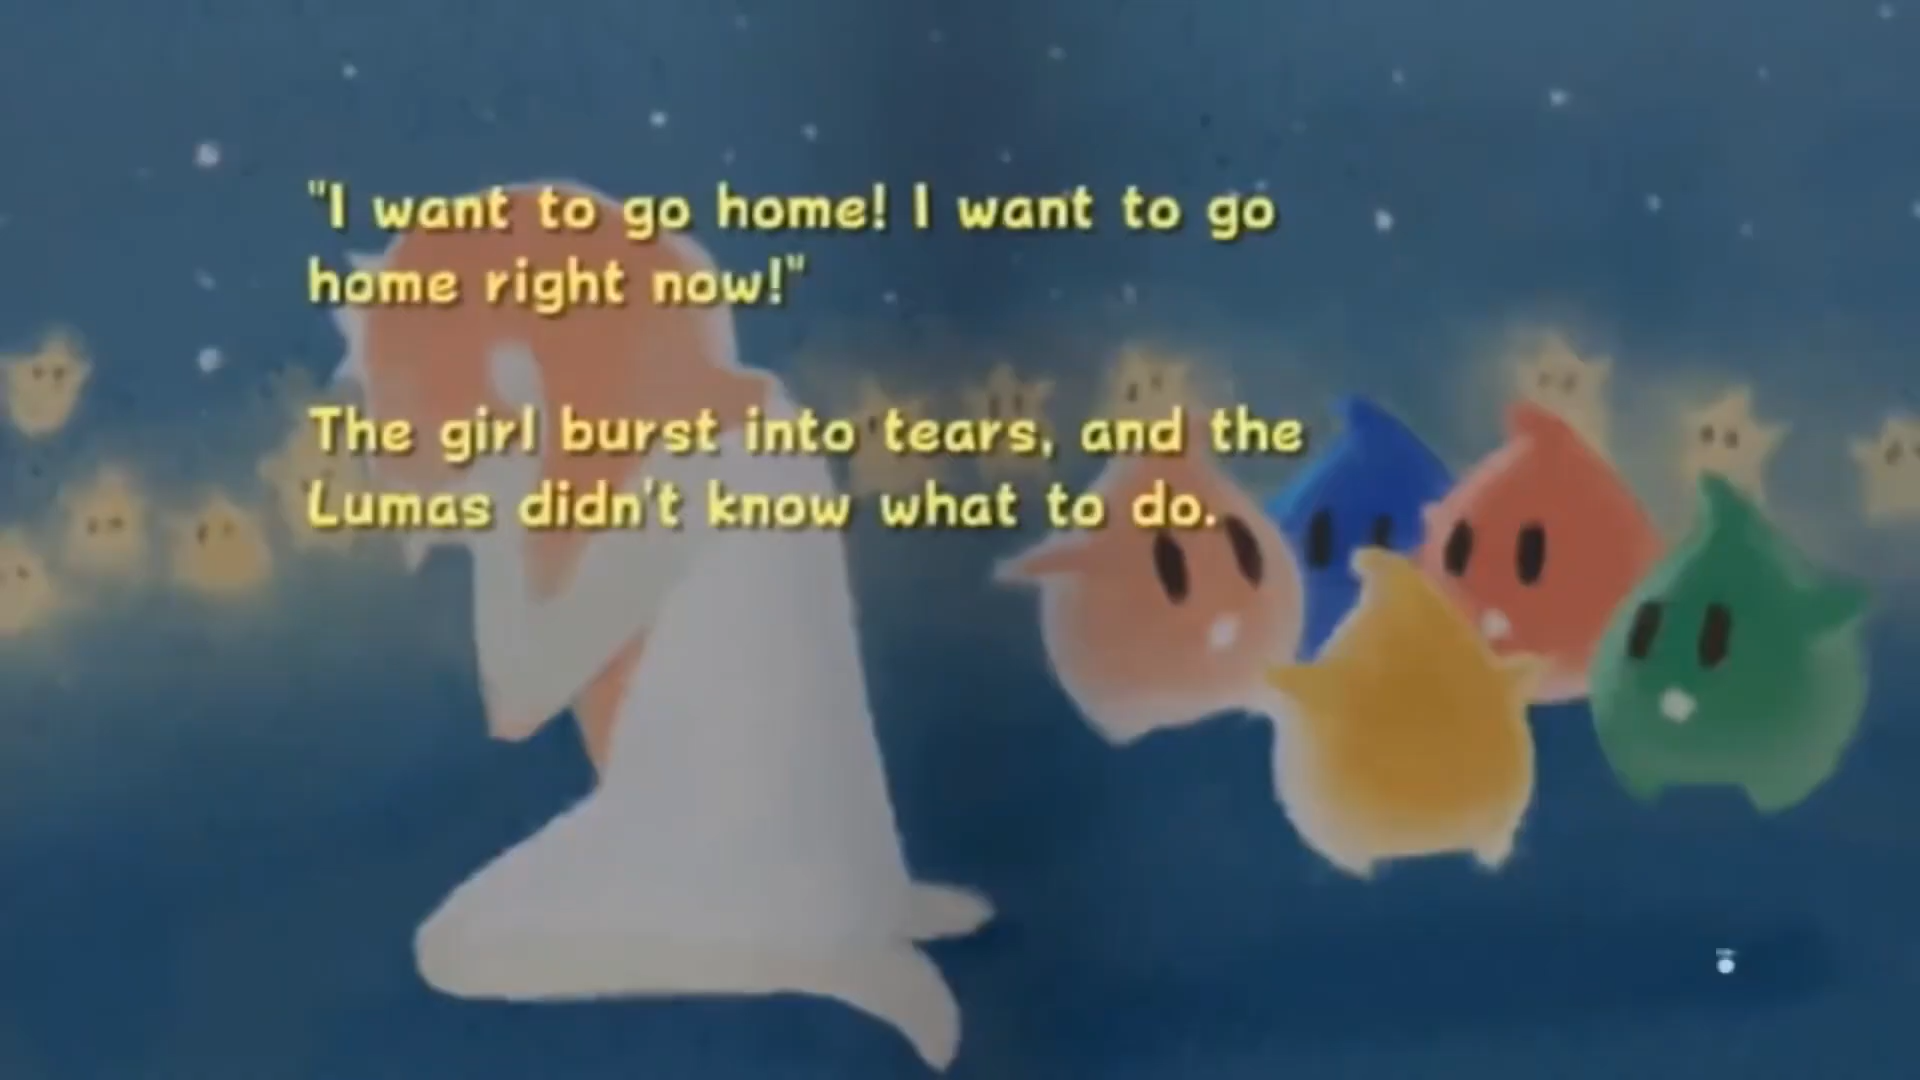 "I want to go home! I want to go
home right now!"
The girl burst into tears, and the
Lumas didn't know what to do.